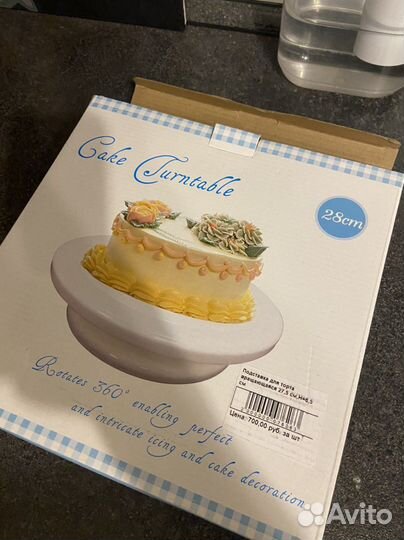 Cake Turntable
28cm
Rotates 360° enabling perfect
and intricate icing and cake decoration
Подставка для торта
вращающаяся 27,5 см,H=6,5
см
Цена: 700,00 руб. за шт
Avito